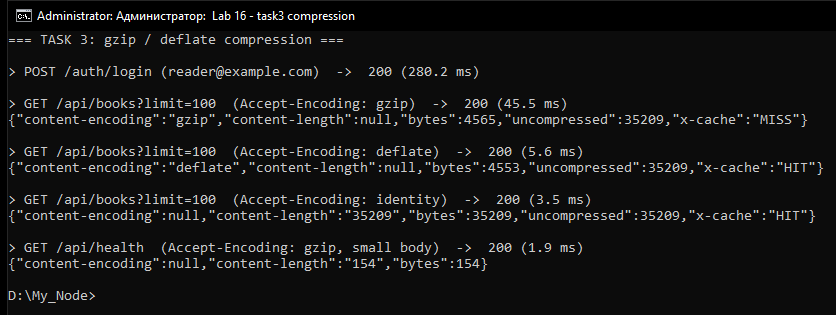 Administrator: Администратор:  Lab 16 - task3 compression
=== TASK 3: gzip / deflate compression ===
> POST /auth/login (reader@example.com)  ->  200 (280.2 ms)
> GET /api/books?limit=100  (Accept-Encoding: gzip)  ->  200 (45.5 ms)
{"content-encoding":"gzip","content-length":null,"bytes":4565,"uncompressed":35209,"x-cache":"MISS"}
> GET /api/books?limit=100  (Accept-Encoding: deflate)  ->  200 (5.6 ms)
{"content-encoding":"deflate","content-length":null,"bytes":4553,"uncompressed":35209,"x-cache":"HIT"}
> GET /api/books?limit=100  (Accept-Encoding: identity)  ->  200 (3.5 ms)
{"content-encoding":null,"content-length":"35209","bytes":35209,"uncompressed":35209,"x-cache":"HIT"}
> GET /api/health  (Accept-Encoding: gzip, small body)  ->  200 (1.9 ms)
{"content-encoding":null,"content-length":"154","bytes":154}
D:\My_Node>